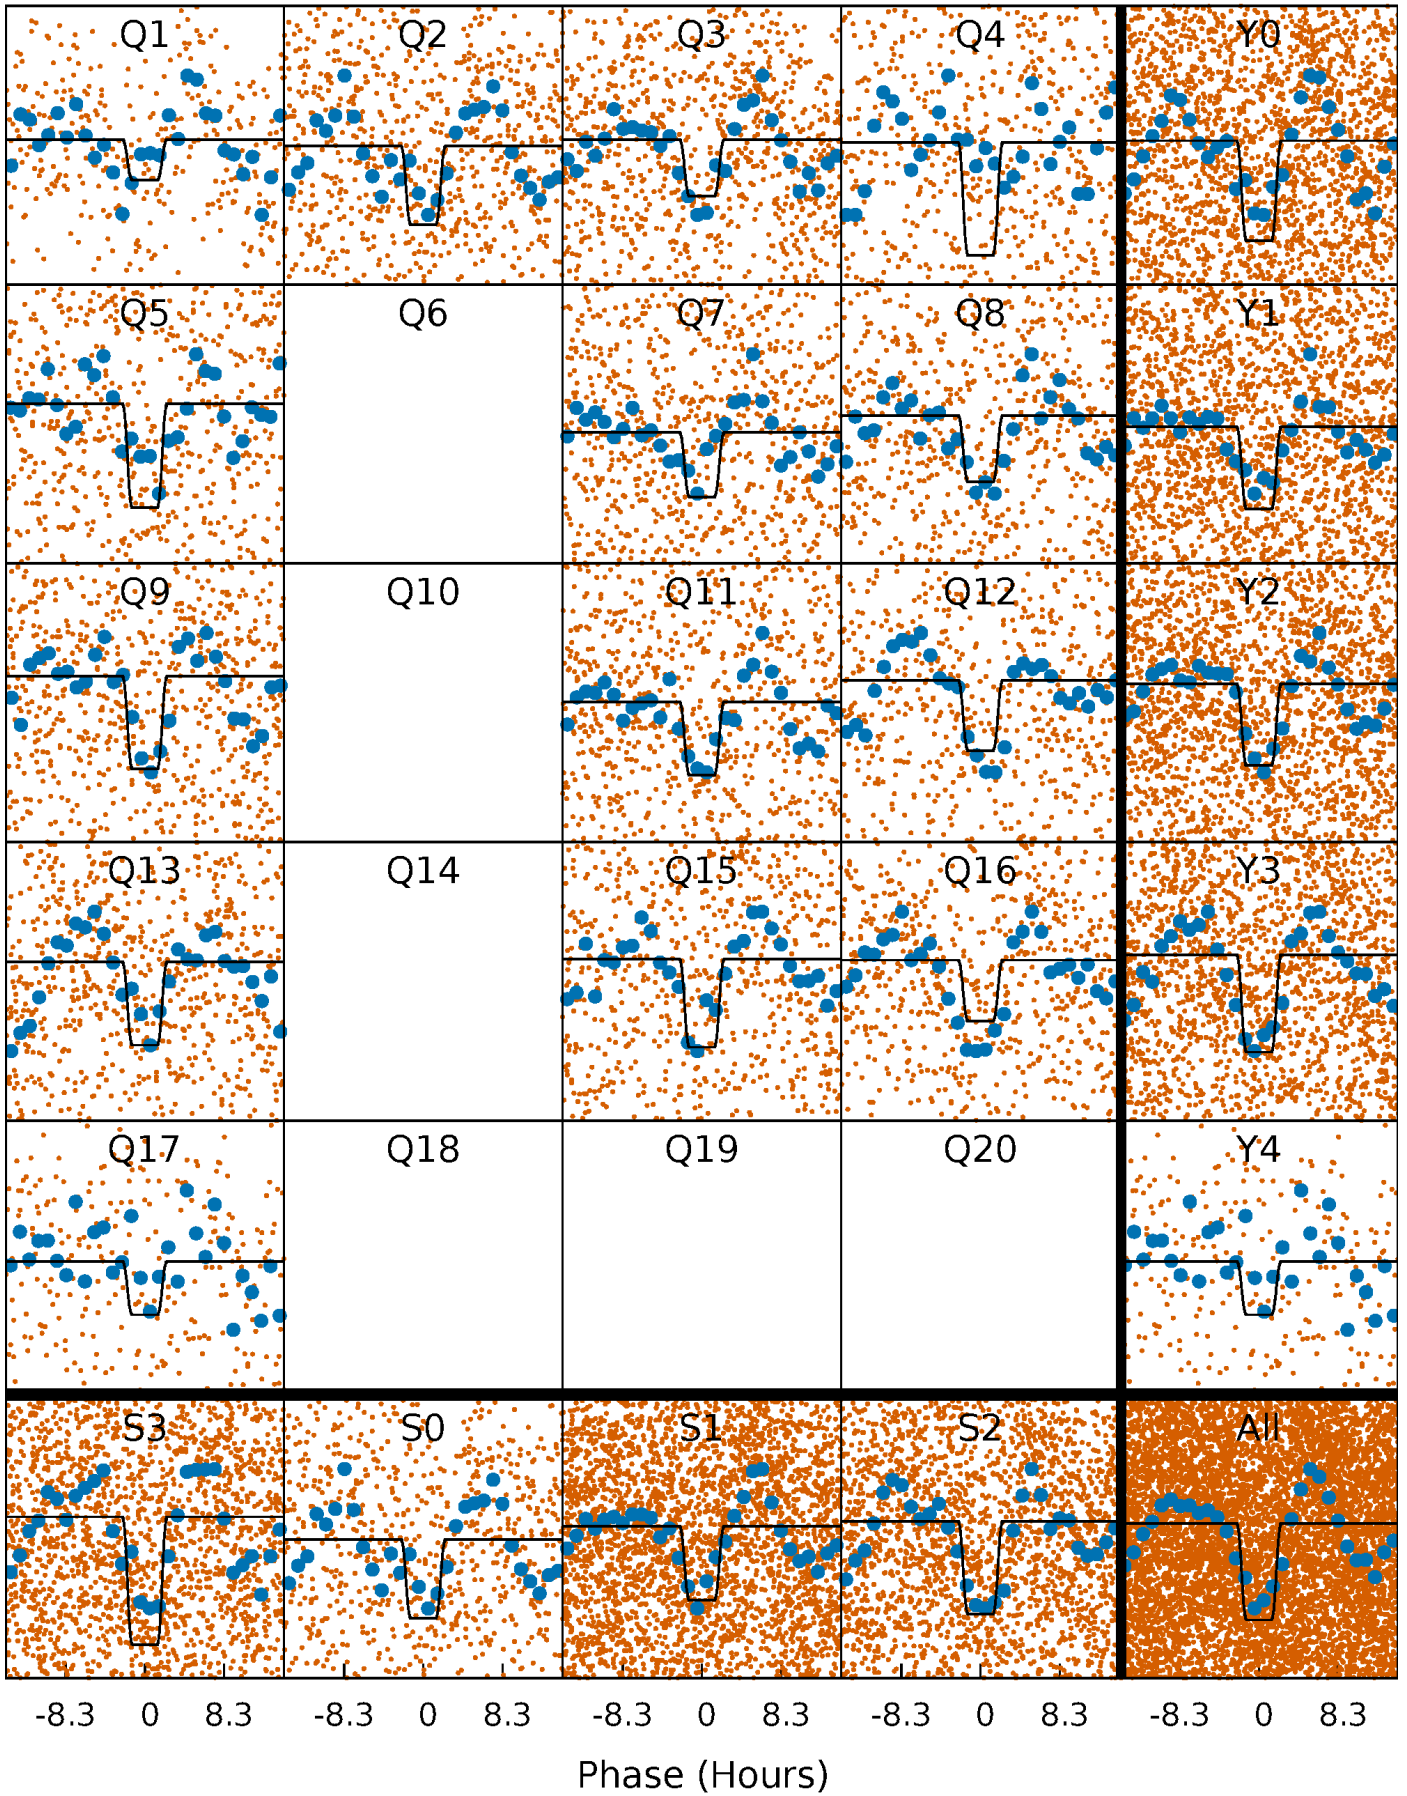 Q1 Q2 Q3 Q4 Y0
Q5 Q6 Q7 Q8 Y1
Q9 Q10 Q11 Q12 Y2
Q13 Q14 Q15 Q16 Y3
Q17 Q18 Q19 Q20 Y4
S3 S0 S1 S2 All
-8.3 0 8.3 -8.3 0 8.3 -8.3 0 8.3 -8.3 0 8.3 -8.3 0 8.3
Phase (Hours)